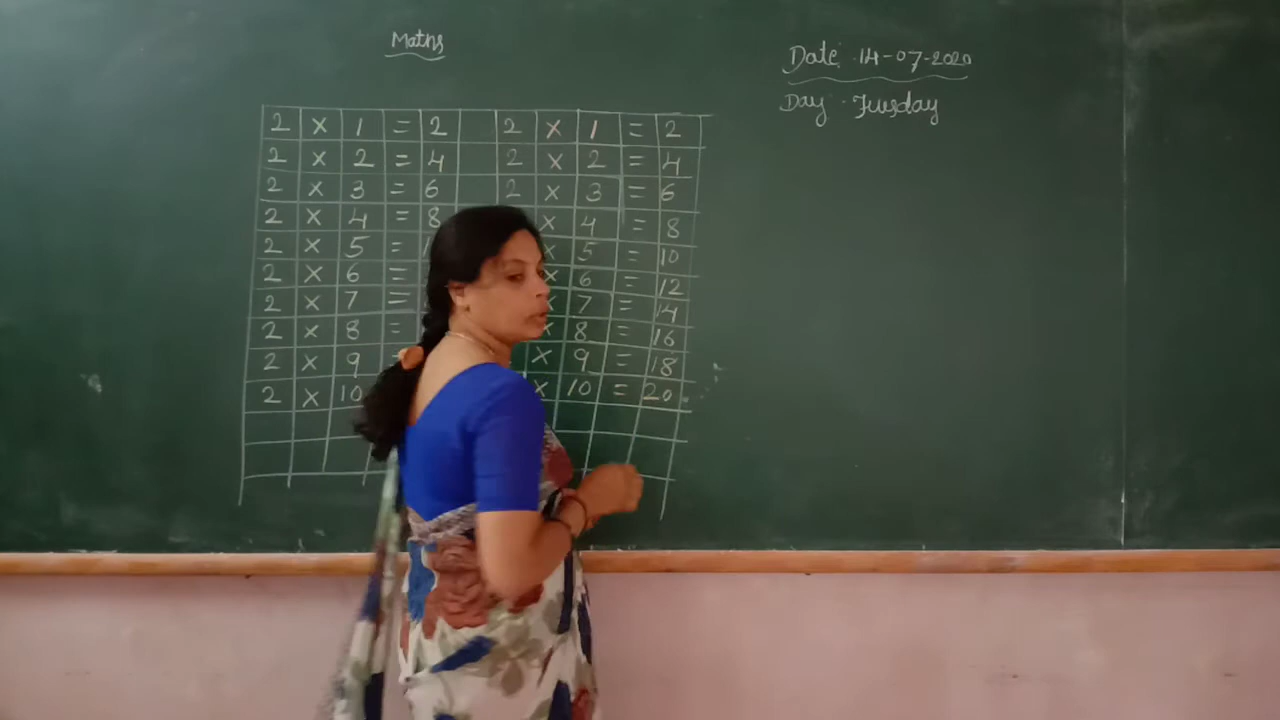 Maths
Date: 14-07-2020
Day: Tuesday
2 × 1 = 2 2 × 1 = 2
2 × 2 = 4 2 × 2 = 4
2 × 3 = 6 2 × 3 = 6
2 × 4 = 8 × 4 = 8
2 × 5 = × 5 = 10
2 × 6 = × 6 = 12
2 × 7 = × 7 = 14
2 × 8 = × 8 = 16
2 × 9 × 9 = 18
2 × 10 × 10 = 20